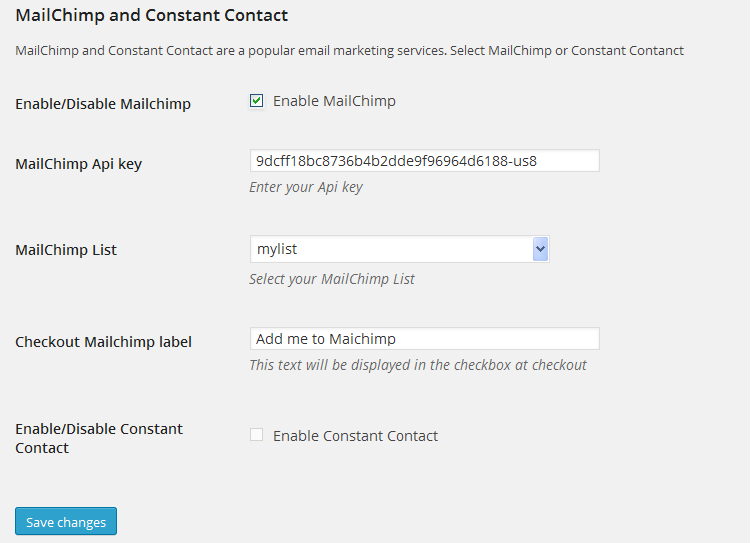 MailChimp and Constant Contact
MailChimp and Constant Contact are a popular email marketing services. Select MailChimp or Constant Contanct
Enable/Disable Mailchimp
Enable MailChimp
MailChimp Api key
9dcff18bc8736b4b2dde9f96964d6188-us8
Enter your Api key
MailChimp List
mylist
Select your MailChimp List
Checkout Mailchimp label
Add me to Maichimp
This text will be displayed in the checkbox at checkout
Enable/Disable Constant
Contact
Enable Constant Contact
Save changes